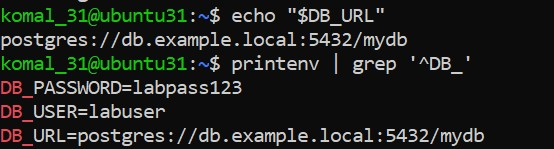 komal_31@ubuntu31:~$ echo "$DB_URL"
postgres://db.example.local:5432/mydb
komal_31@ubuntu31:~$ printenv | grep '^DB_'
DB_PASSWORD=labpass123
DB_USER=labuser
DB_URL=postgres://db.example.local:5432/mydb